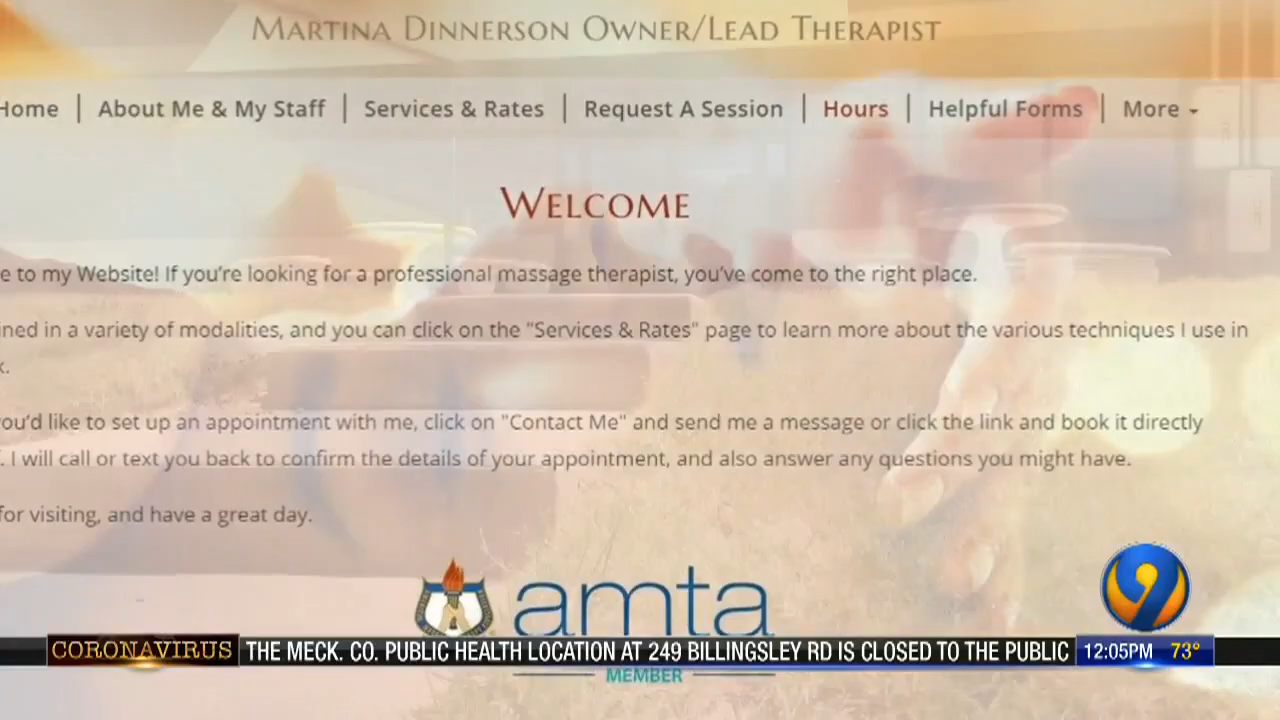 MARTINA DINNERSON OWNER/LEAD THERAPIST
Home | About Me & My Staff | Services & Rates | Request A Session | Hours | Helpful Forms | More
WELCOME
e to my Website! If you're looking for a professional massage therapist, you've come to the right place.
ined in a variety of modalities, and you can click on the "Services & Rates" page to learn more about the various techniques I use in
k.
you'd like to set up an appointment with me, click on "Contact Me" and send me a message or click the link and book it directly
. I will call or text you back to confirm the details of your appointment, and also answer any questions you might have.
for visiting, and have a great day.
amta
9
CORONAVIRUS THE MECK. CO. PUBLIC HEALTH LOCATION AT 249 BILLINGSLEY RD IS CLOSED TO THE PUBLIC 12:05PM 73°
MEMBER